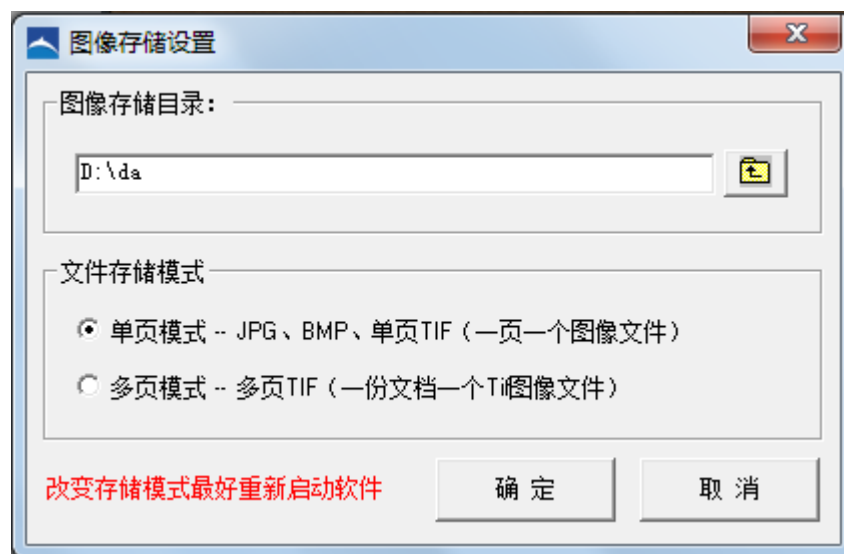 图像存储设置
图像存储目录：
D:\da
文件存储模式
单页模式 -- JPG、BMP、单页TIF（一页一个图像文件）
多页模式 -- 多页TIF（一份文档一个Tif图像文件）
改变存储模式最好重新启动软件
确 定
取 消